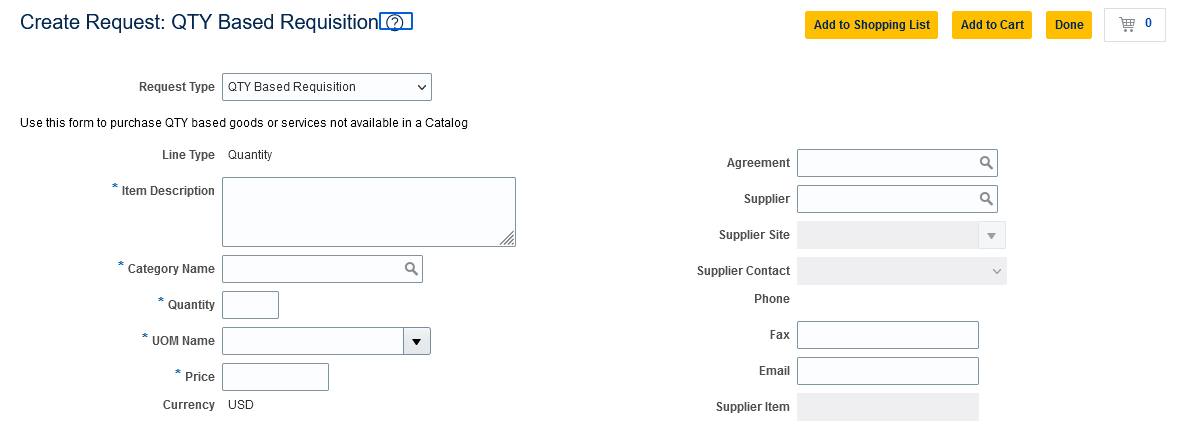 Create Request: QTY Based Requisition ?
Add to Shopping List
Add to Cart
Done
0
Request Type
QTY Based Requisition
Use this form to purchase QTY based goods or services not available in a Catalog
Line Type Quantity
* Item Description
* Category Name
* Quantity
* UOM Name
* Price
Currency USD
Agreement
Supplier
Supplier Site
Supplier Contact
Phone
Fax
Email
Supplier Item